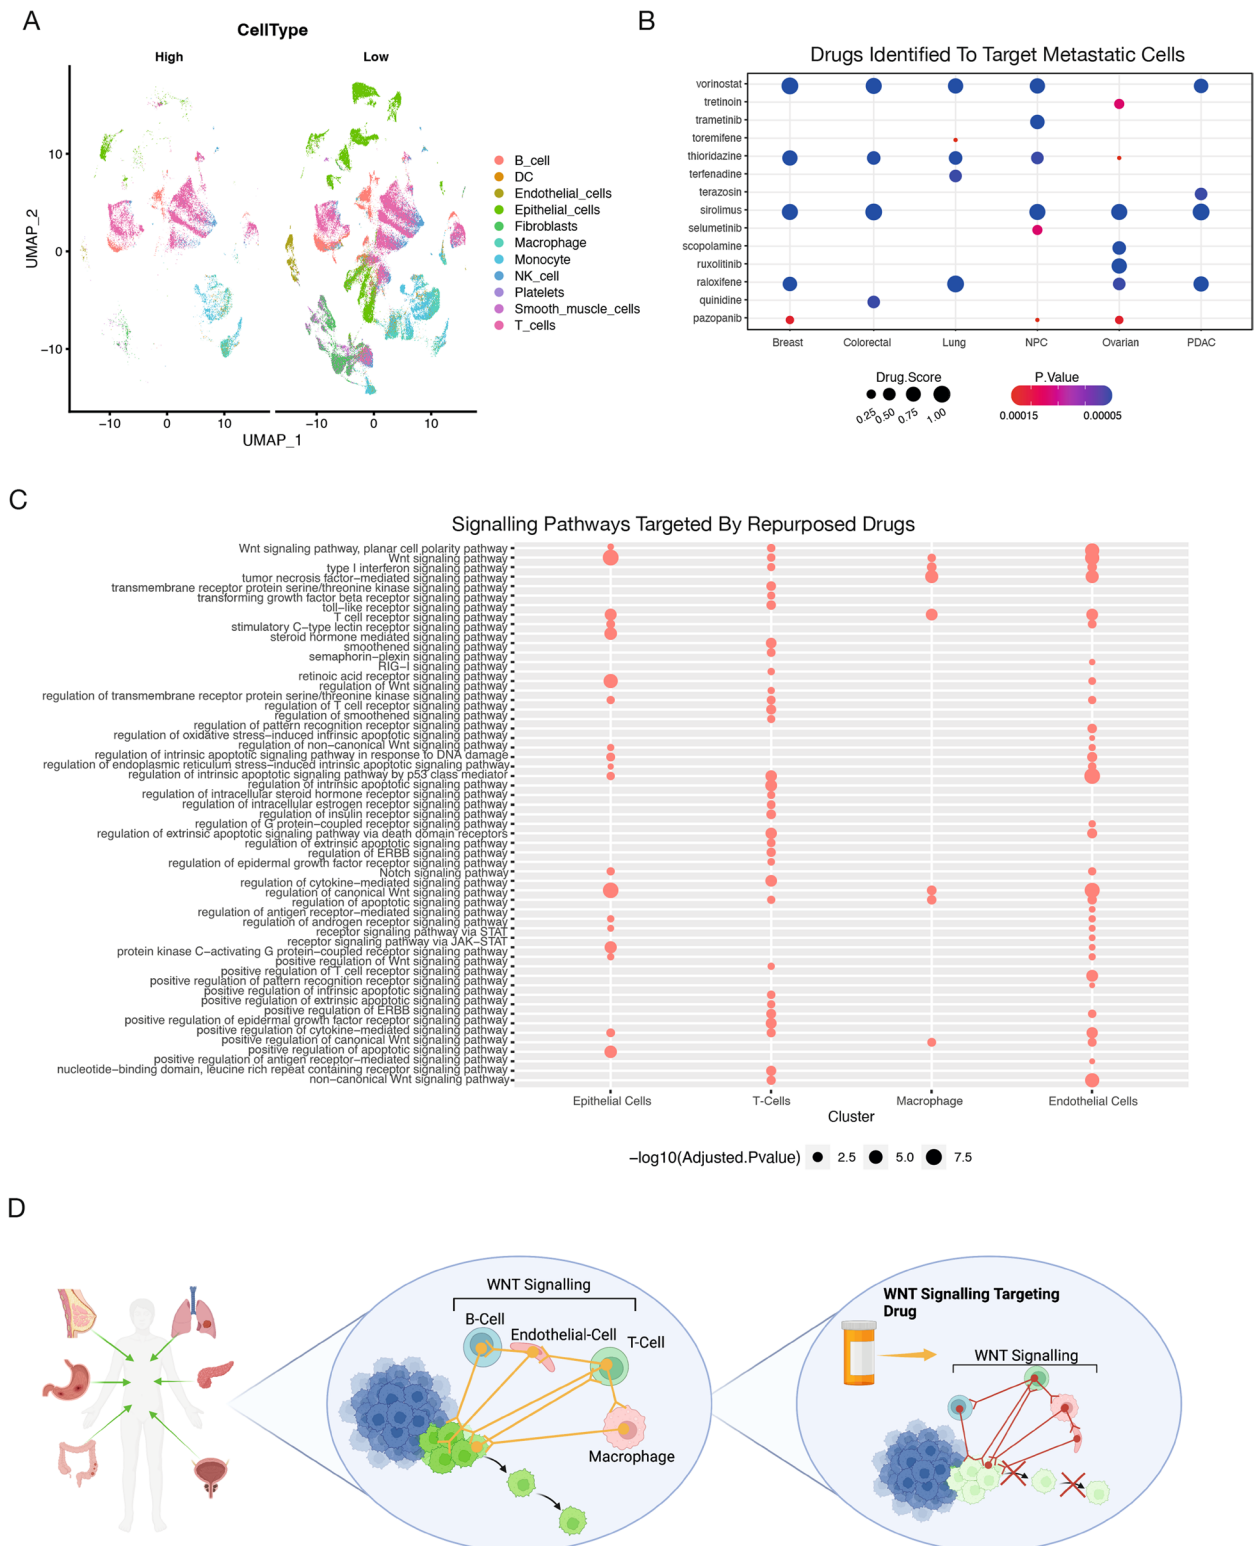 A
CellType
High
Low
UMAP_2
10
0
−10
−10
0
10
−10
0
10
UMAP_1
B_cell
DC
Endothelial_cells
Epithelial_cells
Fibroblasts
Macrophage
Monocyte
NK_cell
Platelets
Smooth_muscle_cells
T_cells
B
Drugs Identified To Target Metastatic Cells
vorinostat
tretinoin
trametinib
toremifene
thioridazine
terfenadine
terazosin
sirolimus
selumetinib
scopolamine
ruxolitinib
raloxifene
quinidine
pazopanib
Breast
Colorectal
Lung
NPC
Ovarian
PDAC
Drug.Score
0.25
0.50
0.75
1.00
P.Value
0.00015
0.00005
C
Signalling Pathways Targeted By Repurposed Drugs
Wnt signaling pathway, planar cell polarity pathway
Wnt signaling pathway
type I interferon signaling pathway
tumor necrosis factor−mediated signaling pathway
transmembrane receptor protein serine/threonine kinase signaling pathway
transforming growth factor beta receptor signaling pathway
toll−like receptor signaling pathway
T cell receptor signaling pathway
stimulatory C−type lectin receptor signaling pathway
steroid hormone mediated signaling pathway
smoothened signaling pathway
semaphorin−plexin signaling pathway
RIG−I signaling pathway
retinoic acid receptor signaling pathway
regulation of Wnt signaling pathway
regulation of transmembrane receptor protein serine/threonine kinase signaling pathway
regulation of T cell receptor signaling pathway
regulation of smoothened signaling pathway
regulation of pattern recognition receptor signaling pathway
regulation of oxidative stress−induced intrinsic apoptotic signaling pathway
regulation of non−canonical Wnt signaling pathway
regulation of intrinsic apoptotic signaling pathway in response to DNA damage
regulation of endoplasmic reticulum stress−induced intrinsic apoptotic signaling pathway
regulation of intrinsic apoptotic signaling pathway by p53 class mediator
regulation of intrinsic apoptotic signaling pathway
regulation of intracellular steroid hormone receptor signaling pathway
regulation of intracellular estrogen receptor signaling pathway
regulation of insulin receptor signaling pathway
regulation of G protein−coupled receptor signaling pathway
regulation of extrinsic apoptotic signaling pathway via death domain receptors
regulation of extrinsic apoptotic signaling pathway
regulation of ERBB signaling pathway
regulation of epidermal growth factor receptor signaling pathway
Notch signaling pathway
regulation of cytokine−mediated signaling pathway
regulation of canonical Wnt signaling pathway
regulation of apoptotic signaling pathway
regulation of antigen receptor−mediated signaling pathway
regulation of androgen receptor signaling pathway
receptor signaling pathway via STAT
receptor signaling pathway via JAK−STAT
protein kinase C−activating G protein−coupled receptor signaling pathway
positive regulation of Wnt signaling pathway
positive regulation of T cell receptor signaling pathway
positive regulation of pattern recognition receptor signaling pathway
positive regulation of intrinsic apoptotic signaling pathway
positive regulation of extrinsic apoptotic signaling pathway
positive regulation of ERBB signaling pathway
positive regulation of epidermal growth factor receptor signaling pathway
positive regulation of cytokine−mediated signaling pathway
positive regulation of canonical Wnt signaling pathway
positive regulation of apoptotic signaling pathway
positive regulation of antigen receptor−mediated signaling pathway
nucleotide−binding domain, leucine rich repeat containing receptor signaling pathway
non−canonical Wnt signaling pathway
Epithelial Cells
T−Cells
Macrophage
Endothelial Cells
Cluster
−log10(Adjusted.Pvalue)
2.5
5.0
7.5
D
WNT Signalling
B-Cell
Endothelial-Cell
T-Cell
Macrophage
WNT Signalling Targeting
Drug
WNT Signalling